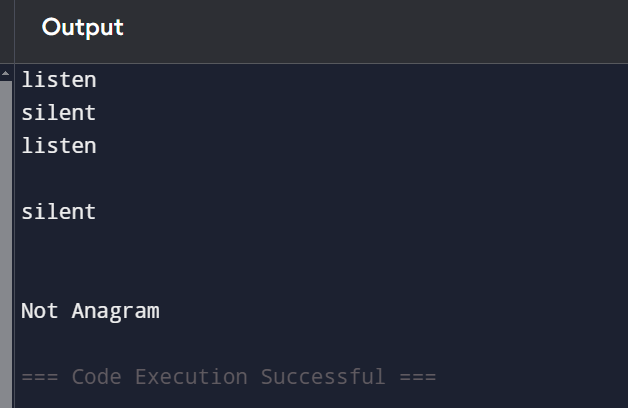 Output
listen
silent
listen
silent
Not Anagram
=== Code Execution Successful ===